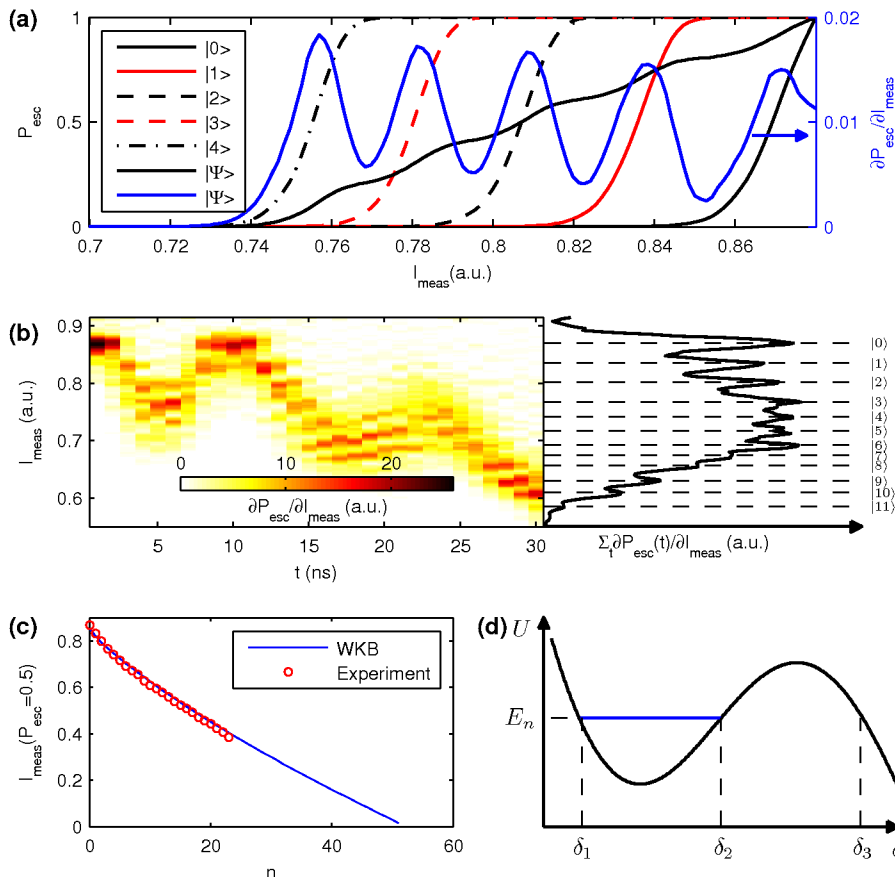 (a)
1
0.5
0
P_esc
|0>
|1>
|2>
|3>
|4>
|Ψ>
|Ψ>
0.02
0.01
0
∂P_esc/∂I_meas
0.7 0.72 0.74 0.76 0.78 0.8 0.82 0.84 0.86
I_meas(a.u.)
(b)
0.9
0.8
0.7
0.6
I_meas (a.u.)
0 10 20
∂P_esc/∂I_meas (a.u.)
5 10 15 20 25 30
t (ns)
|0⟩
|1⟩
|2⟩
|3⟩
|4⟩
|5⟩
|6⟩
|7⟩
|8⟩
|9⟩
|10⟩
|11⟩
Σ_t∂P_esc(t)/∂I_meas (a.u.)
(c)
0.8
0.6
0.4
0.2
0
I_meas(P_esc=0.5)
WKB
Experiment
0 20 40 60
n
(d)
U
E_n
δ_1 δ_2 δ_3